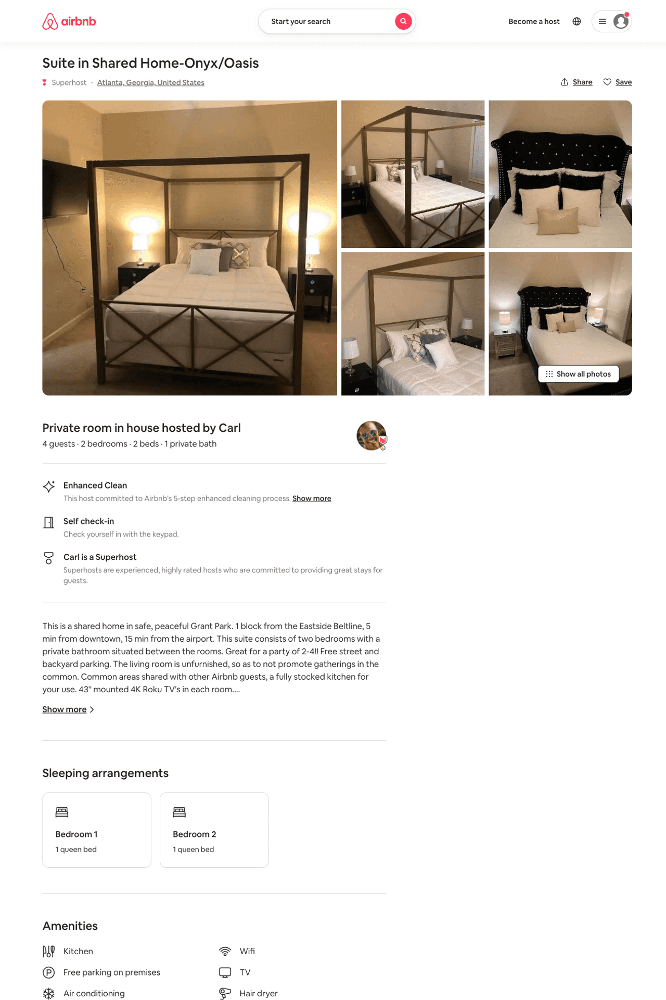 airbnb
Start your search
Become a host
Suite in Shared Home-Onyx/Oasis
Superhost · Atlanta, Georgia, United States
Share
Save
Show all photos
Private room in house hosted by Carl
4 guests · 2 bedrooms · 2 beds · 1 private bath
Enhanced Clean
This host committed to Airbnb's 5-step enhanced cleaning process. Show more
Self check-in
Check yourself in with the keypad.
Carl is a Superhost
Superhosts are experienced, highly rated hosts who are committed to providing great stays for
guests.
This is a shared home in safe, peaceful Grant Park. 1 block from the Eastside Beltline, 5
min from downtown, 15 min from the airport. This suite consists of two bedrooms with a
private bathroom situated between the rooms. Great for a party of 2-4!! Free street and
backyard parking. The living room is unfurnished, so as to not promote gatherings in the
common. Common areas shared with other Airbnb guests, a fully stocked kitchen for
your use. 43" mounted 4K Roku TV's in each room....
Show more
Sleeping arrangements
Bedroom 1
1 queen bed
Bedroom 2
1 queen bed
Amenities
Kitchen
Wifi
Free parking on premises
TV
Air conditioning
Hair dryer